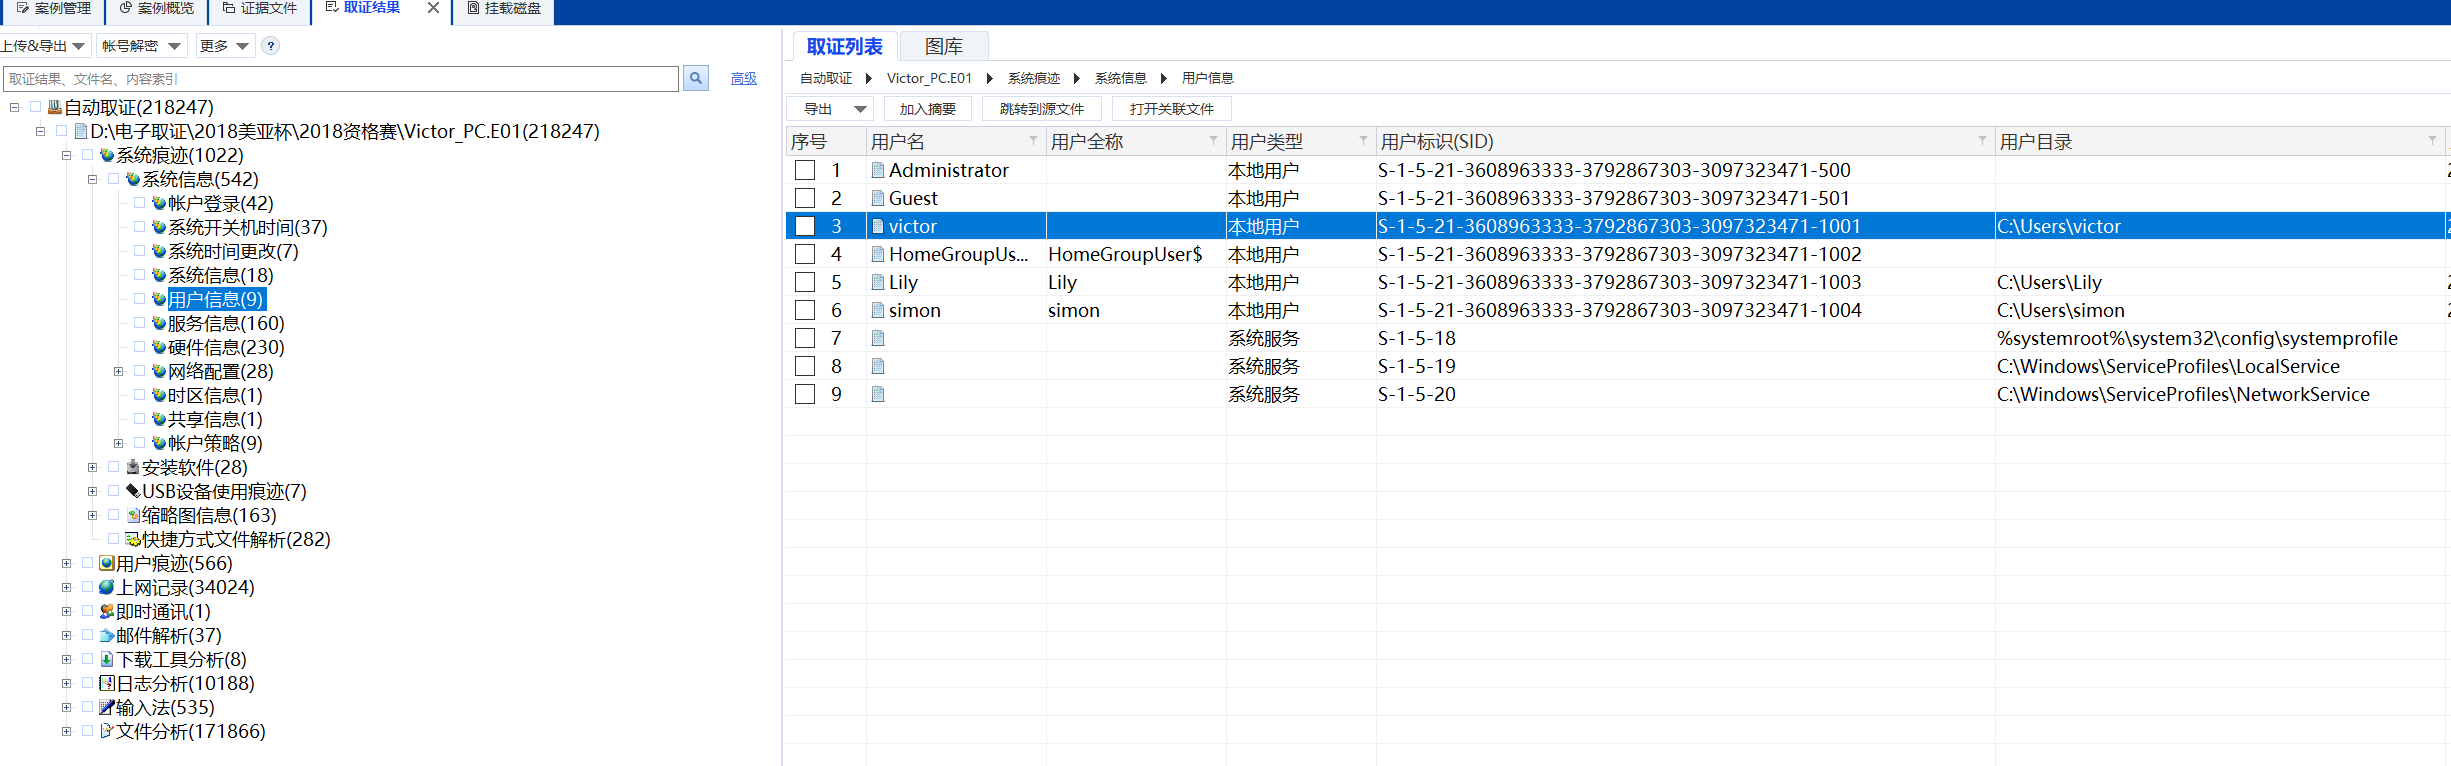 案例管理 案例概览 证据文件 取证结果 挂载磁盘
上传&导出 帐号解密 更多 ?
取证结果、文件名、内容索引 高级
自动取证(218247)
D:\电子取证\2018美亚杯\2018资格赛\Victor_PC.E01(218247)
系统痕迹(1022)
系统信息(542)
帐户登录(42)
系统开关机时间(37)
系统时间更改(7)
系统信息(18)
用户信息(9)
服务信息(160)
硬件信息(230)
网络配置(28)
时区信息(1)
共享信息(1)
帐户策略(9)
安装软件(28)
USB设备使用痕迹(7)
缩略图信息(163)
快捷方式文件解析(282)
用户痕迹(566)
上网记录(34024)
即时通讯(1)
邮件解析(37)
下载工具分析(8)
日志分析(10188)
输入法(535)
文件分析(171866)
取证列表 图库
自动取证 Victor_PC.E01 系统痕迹 系统信息 用户信息
导出 加入摘要 跳转到源文件 打开关联文件
序号 用户名 用户全称 用户类型 用户标识(SID) 用户目录
1 Administrator 本地用户 S-1-5-21-3608963333-3792867303-3097323471-500
2 Guest 本地用户 S-1-5-21-3608963333-3792867303-3097323471-501
3 victor 本地用户 S-1-5-21-3608963333-3792867303-3097323471-1001 C:\Users\victor
4 HomeGroupUs... HomeGroupUser$ 本地用户 S-1-5-21-3608963333-3792867303-3097323471-1002
5 Lily Lily 本地用户 S-1-5-21-3608963333-3792867303-3097323471-1003 C:\Users\Lily
6 simon simon 本地用户 S-1-5-21-3608963333-3792867303-3097323471-1004 C:\Users\simon
7 系统服务 S-1-5-18 %systemroot%\system32\config\systemprofile
8 系统服务 S-1-5-19 C:\Windows\ServiceProfiles\LocalService
9 系统服务 S-1-5-20 C:\Windows\ServiceProfiles\NetworkService